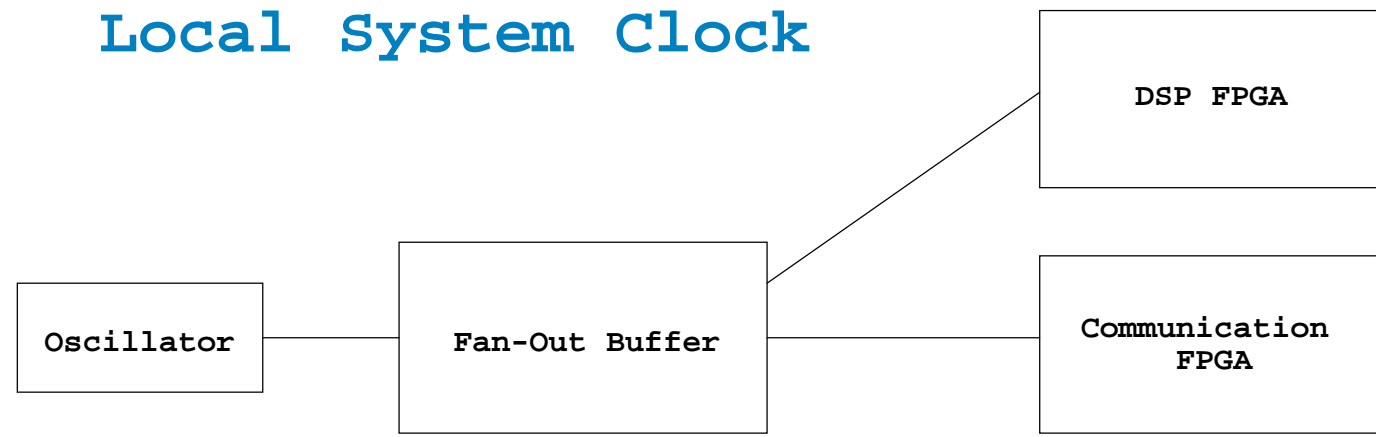 Local System Clock
DSP FPGA
Oscillator
Fan-Out Buffer
Communication
FPGA